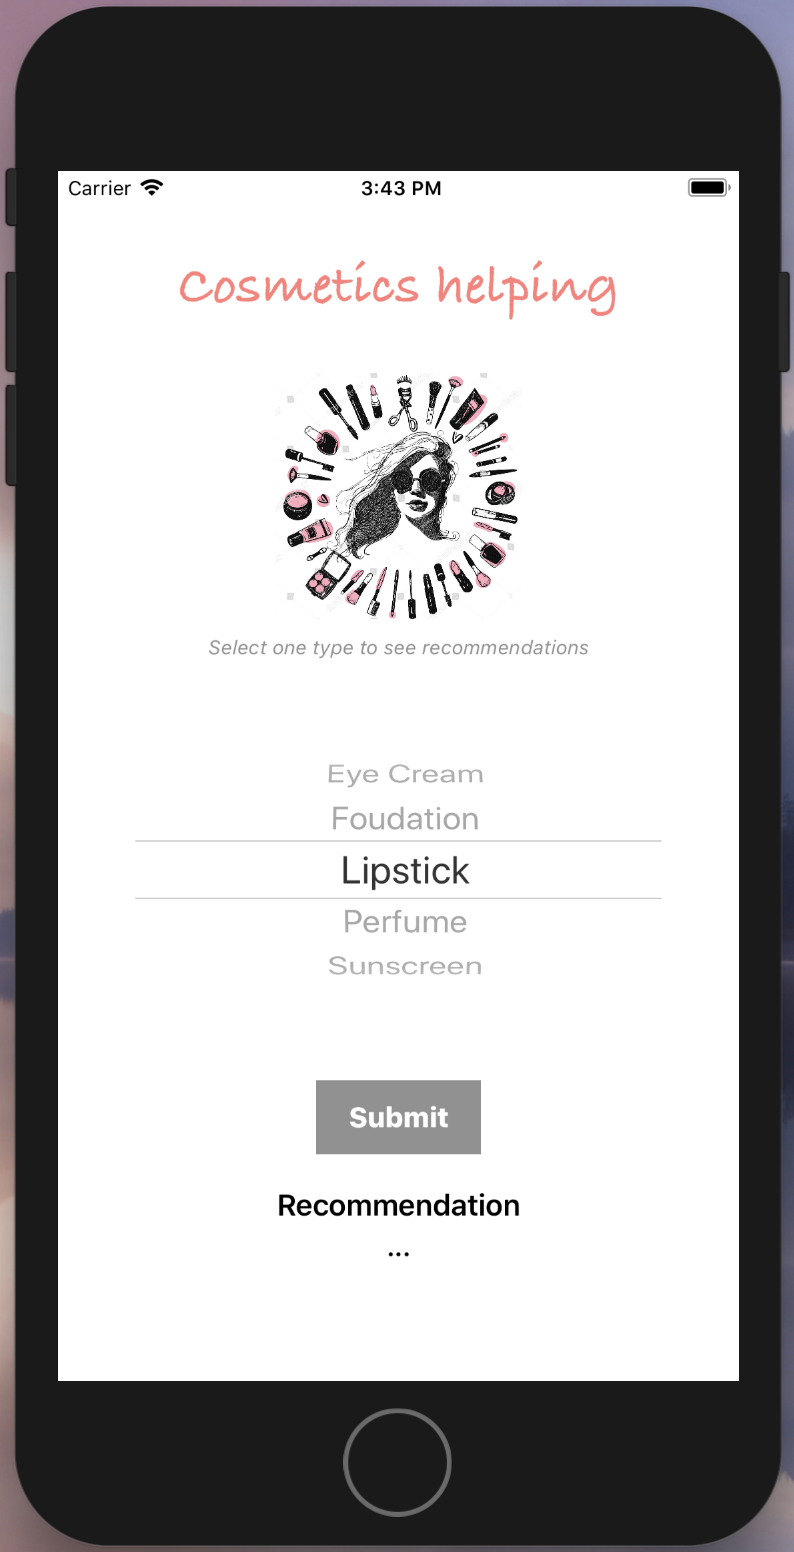 Carrier 3:43 PM
Cosmetics helping
Select one type to see recommendations
Eye Cream
Foudation
Lipstick
Perfume
Sunscreen
Submit
Recommendation
...